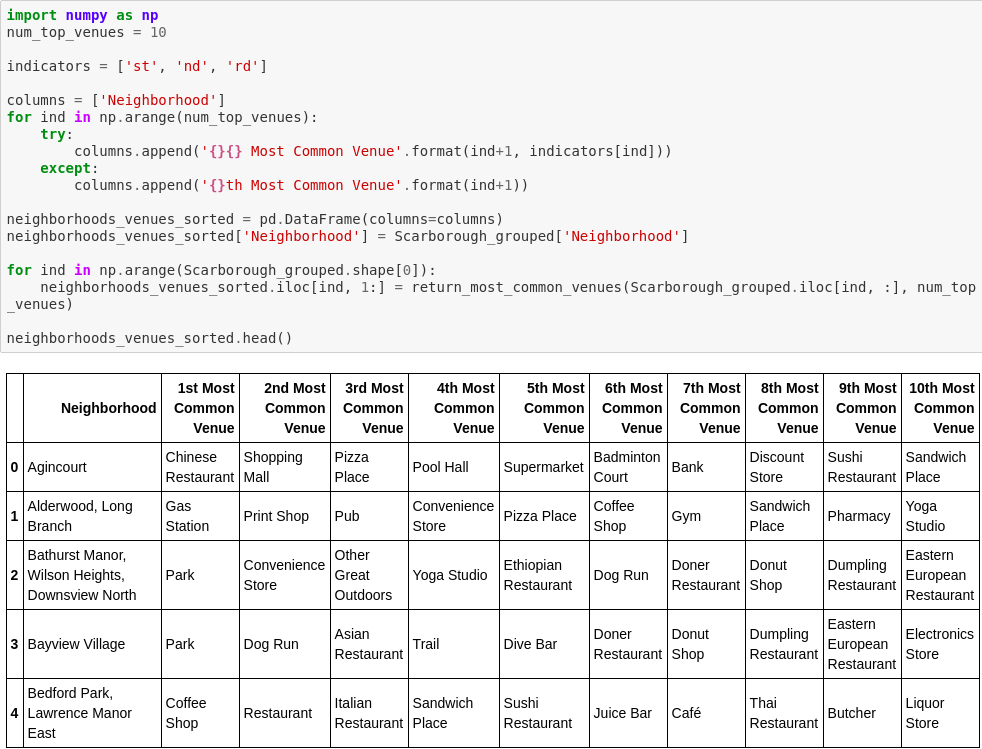 import numpy as np
num_top_venues = 10

indicators = ['st', 'nd', 'rd']

columns = ['Neighborhood']
for ind in np.arange(num_top_venues):
    try:
        columns.append('{}{} Most Common Venue'.format(ind+1, indicators[ind]))
    except:
        columns.append('{}th Most Common Venue'.format(ind+1))

neighborhoods_venues_sorted = pd.DataFrame(columns=columns)
neighborhoods_venues_sorted['Neighborhood'] = Scarborough_grouped['Neighborhood']

for ind in np.arange(Scarborough_grouped.shape[0]):
    neighborhoods_venues_sorted.iloc[ind, 1:] = return_most_common_venues(Scarborough_grouped.iloc[ind, :], num_top
_venues)

neighborhoods_venues_sorted.head()

Neighborhood | 1st Most Common Venue | 2nd Most Common Venue | 3rd Most Common Venue | 4th Most Common Venue | 5th Most Common Venue | 6th Most Common Venue | 7th Most Common Venue | 8th Most Common Venue | 9th Most Common Venue | 10th Most Common Venue
0 | Agincourt | Chinese Restaurant | Shopping Mall | Pizza Place | Pool Hall | Supermarket | Badminton Court | Bank | Discount Store | Sushi Restaurant | Sandwich Place
1 | Alderwood, Long Branch | Gas Station | Print Shop | Pub | Convenience Store | Pizza Place | Coffee Shop | Gym | Sandwich Place | Pharmacy | Yoga Studio
2 | Bathurst Manor, Wilson Heights, Downsview North | Park | Convenience Store | Other Great Outdoors | Yoga Studio | Ethiopian Restaurant | Dog Run | Doner Restaurant | Donut Shop | Dumpling Restaurant | Eastern European Restaurant
3 | Bayview Village | Park | Dog Run | Asian Restaurant | Trail | Dive Bar | Doner Restaurant | Donut Shop | Dumpling Restaurant | Eastern European Restaurant | Electronics Store
4 | Bedford Park, Lawrence Manor East | Coffee Shop | Restaurant | Italian Restaurant | Sandwich Place | Sushi Restaurant | Juice Bar | Café | Thai Restaurant | Butcher | Liquor Store